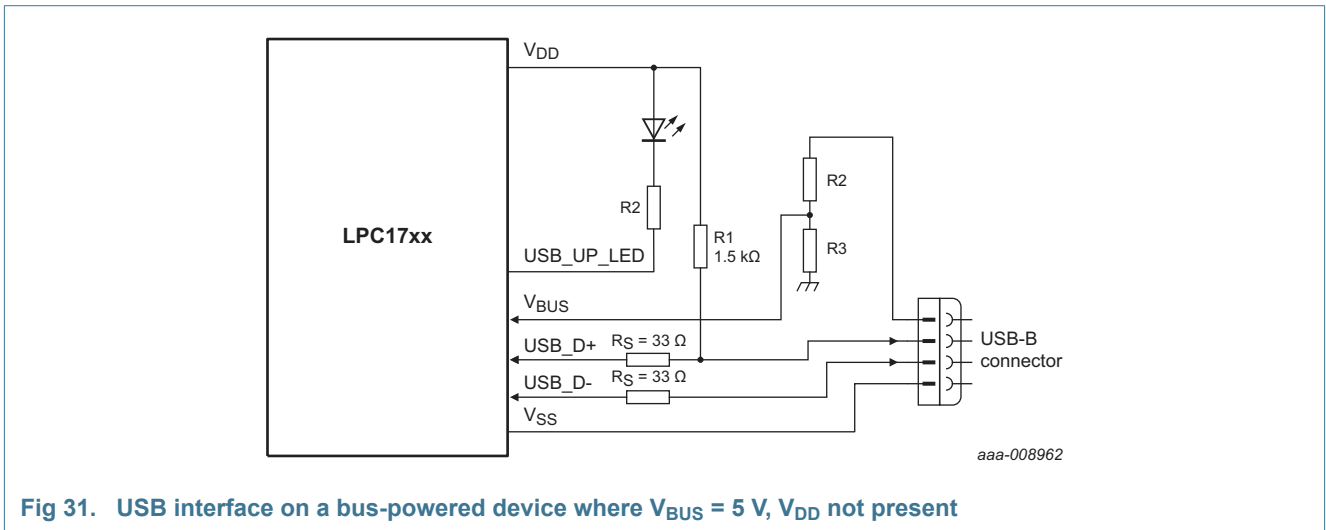 VDD
R2
R2
LPC17xx
R1
1.5 kΩ
R3
USB_UP_LED
VBUS
USB_D+
RS = 33 Ω
USB-B
connector
USB_D-
RS = 33 Ω
VSS
aaa-008962
Fig 31. USB interface on a bus-powered device where VBUS = 5 V, VDD not present